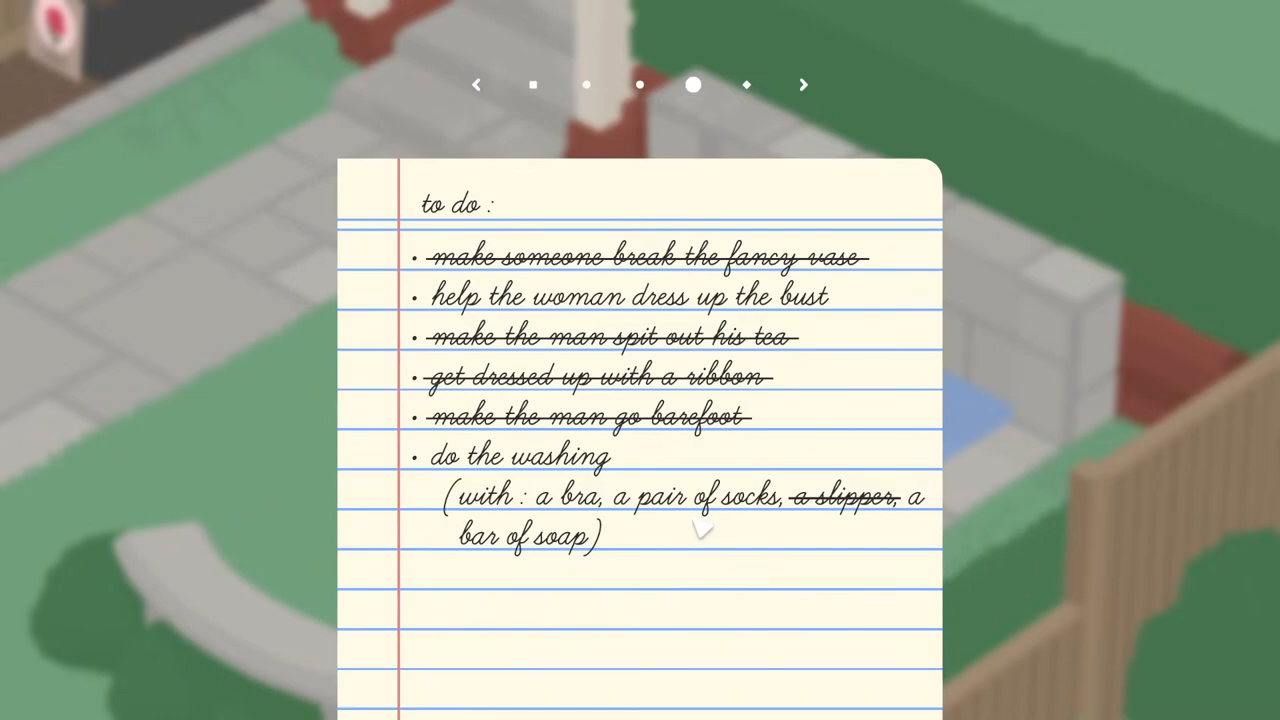 to do :
• make someone break the fancy vase
• help the woman dress up the bust
• make the man spit out his tea
• get dressed up with a ribbon
• make the man go barefoot
• do the washing
(with : a bra, a pair of socks, a slipper, a
bar of soap)